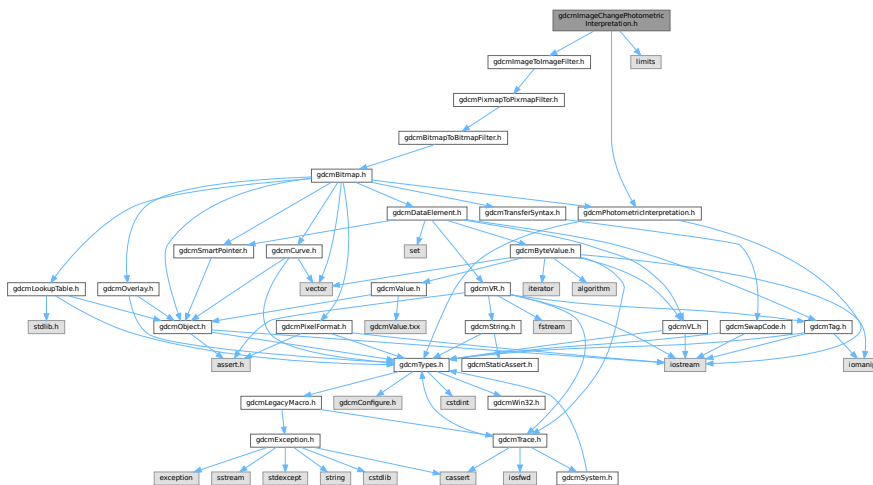 gdcmImageChangePhotometric
Interpretation.h
gdcmImageToImageFilter.h
limits
gdcmPixmapToPixmapFilter.h
gdcmBitmapToBitmapFilter.h
gdcmBitmap.h
gdcmDataElement.h
gdcmTransferSyntax.h
gdcmPhotometricInterpretation.h
gdcmSmartPointer.h
gdcmCurve.h
set
gdcmByteValue.h
gdcmLookupTable.h
gdcmOverlay.h
vector
gdcmValue.h
gdcmVR.h
iterator
algorithm
stdlib.h
gdcmObject.h
gdcmPixelFormat.h
gdcmValue.txx
gdcmString.h
fstream
gdcmVL.h
gdcmSwapCode.h
gdcmTag.h
assert.h
gdcmTypes.h
gdcmStaticAssert.h
iostream
iomanip
gdcmLegacyMacro.h
gdcmConfigure.h
cstdint
gdcmWin32.h
gdcmException.h
gdcmTrace.h
exception
sstream
stdexcept
string
cstdlib
cassert
iosfwd
gdcmSystem.h